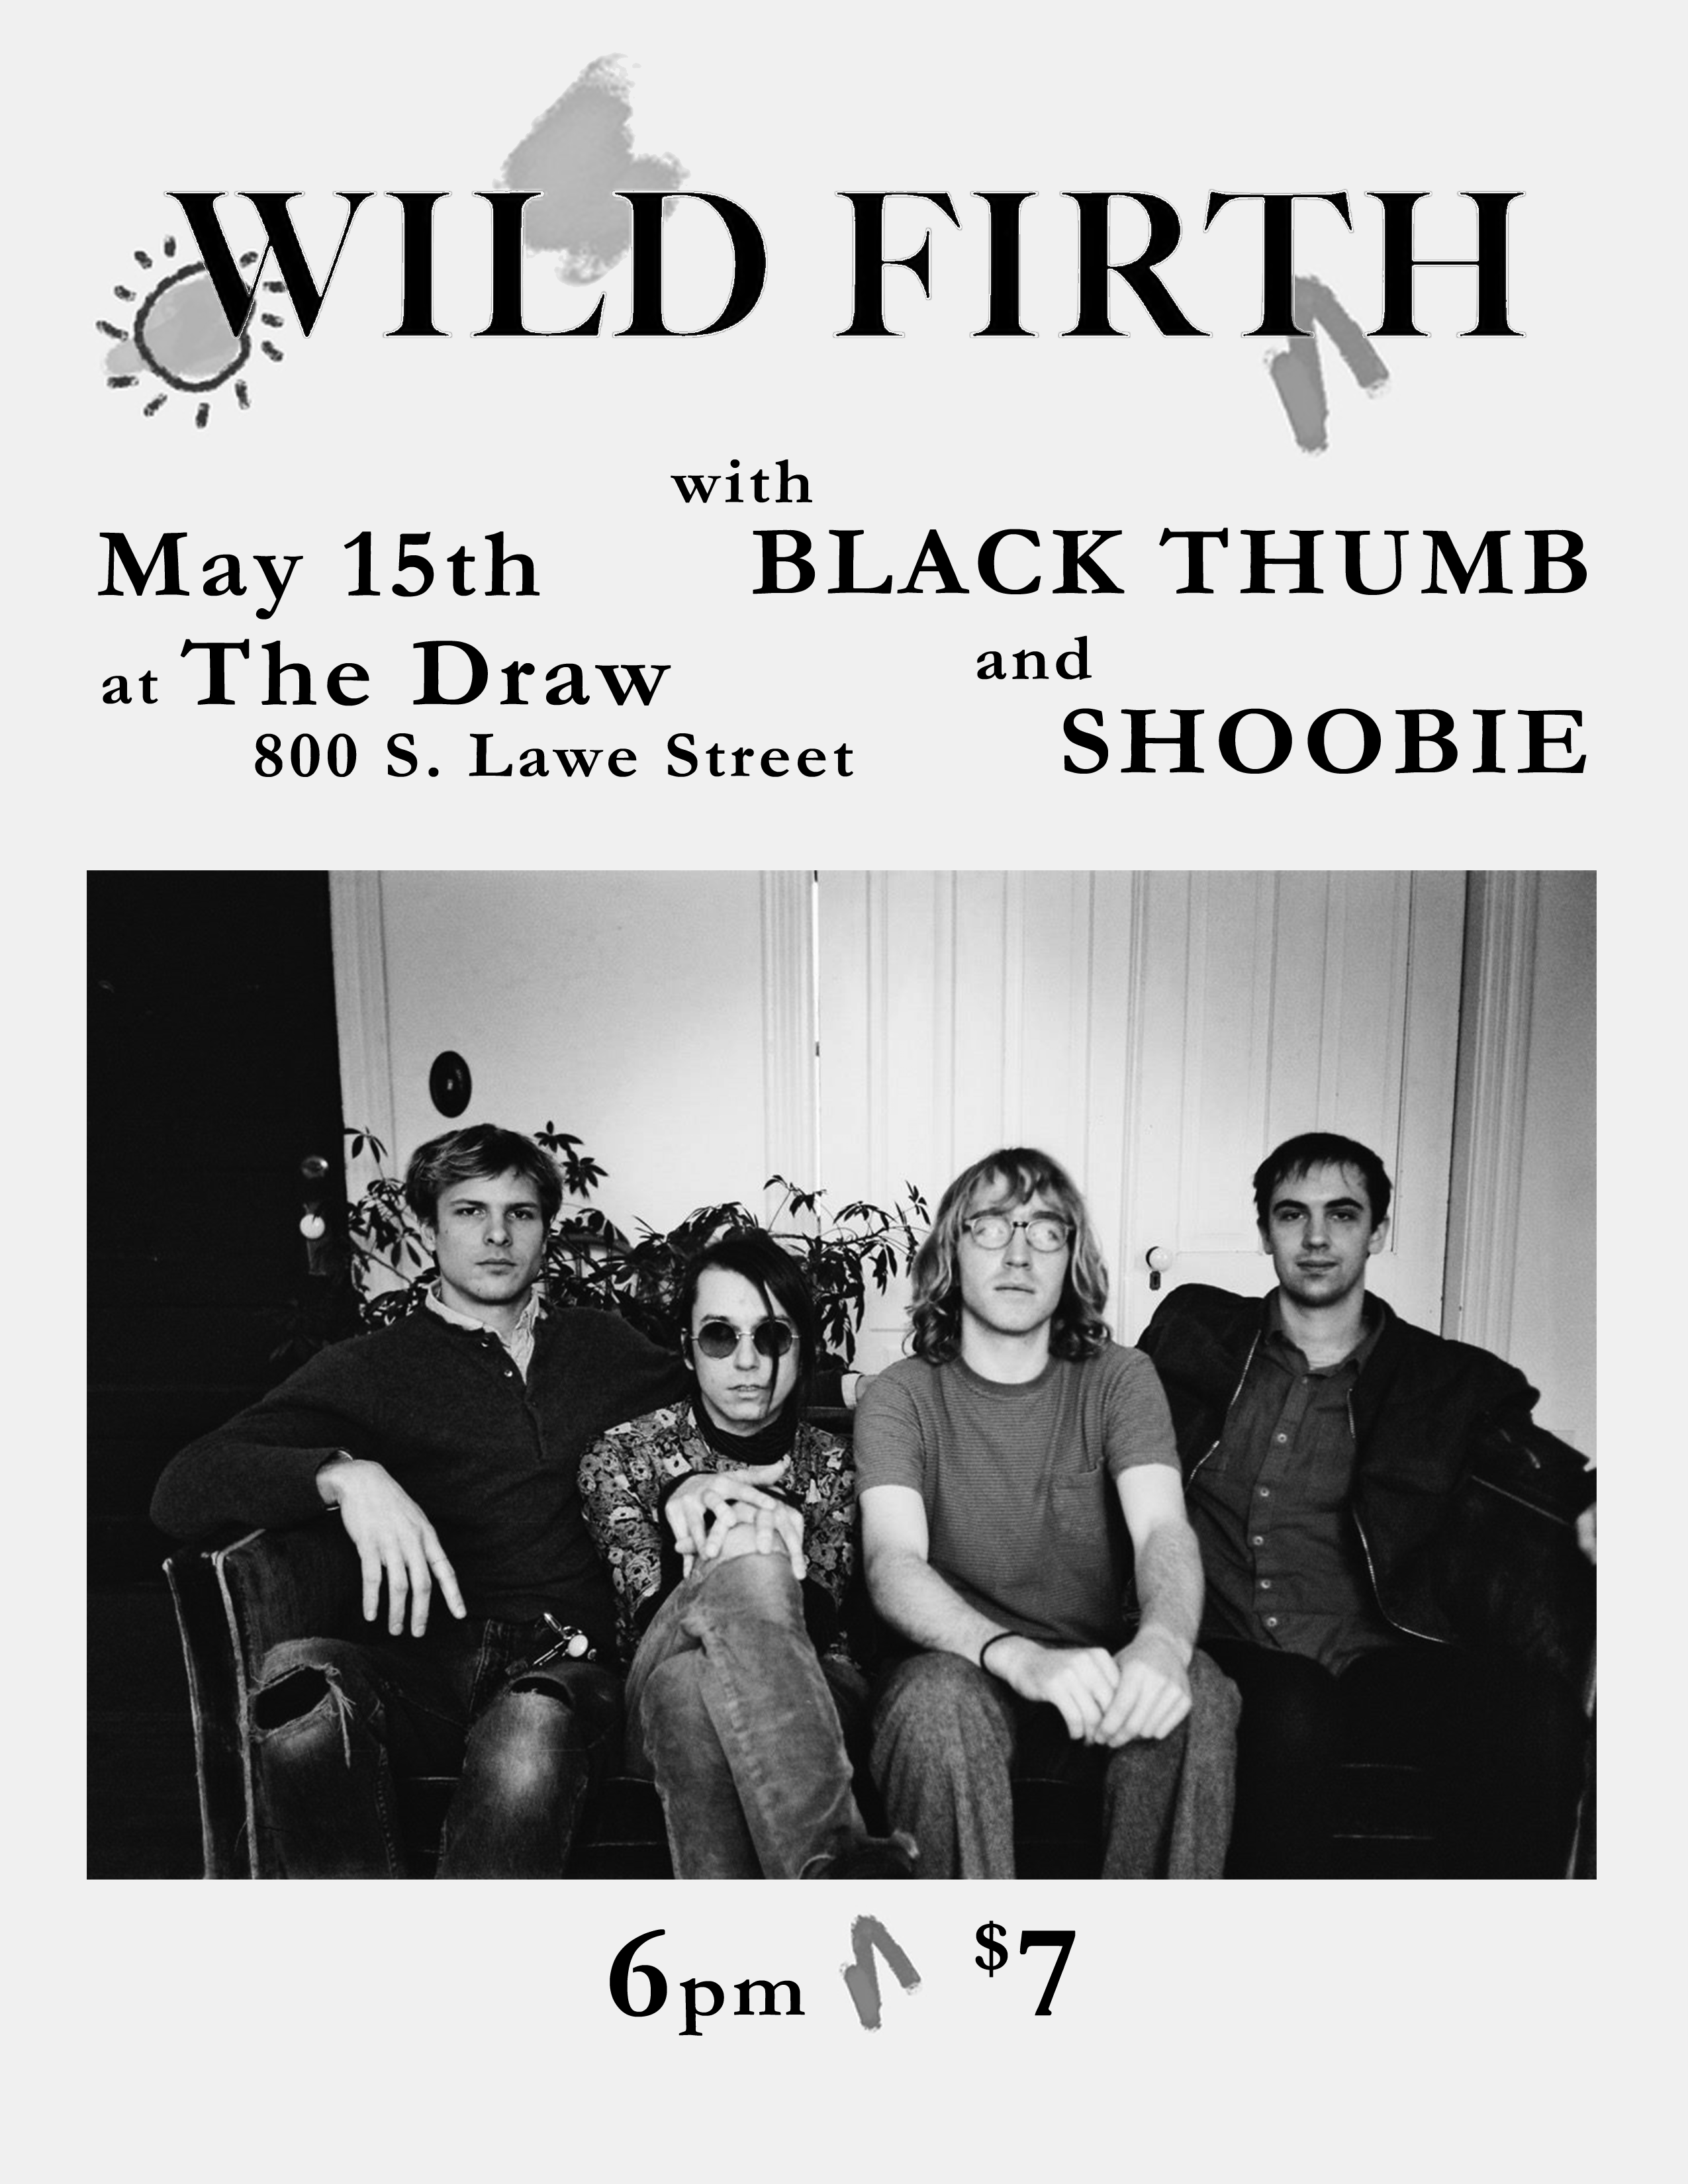 WILD FIRTH
May 15th
at The Draw
800 S. Lawe Street
with
BLACK THUMB
and
SHOOBIE
6pm $7